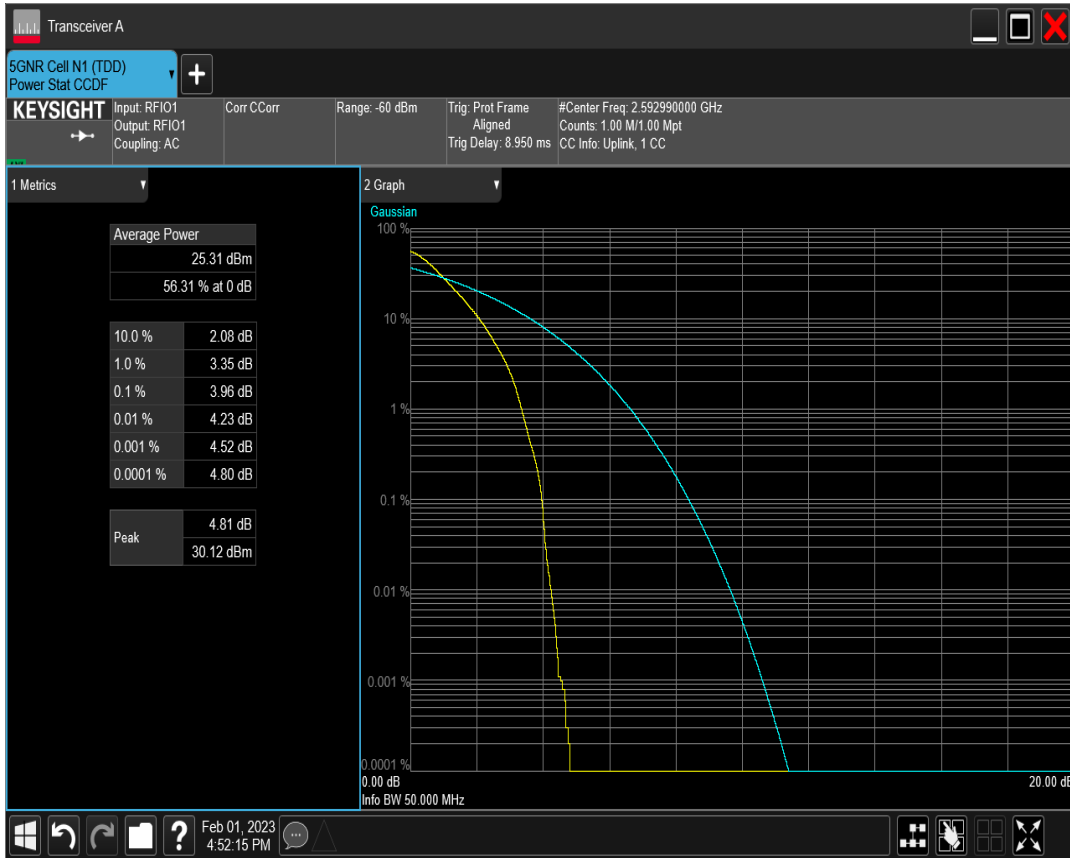 Transceiver A
5GNR Cell N1 (TDD)
Power Stat CCDF
KEYSIGHT
Input: RFIO1
Output: RFIO1
Coupling: AC
Corr CCorr
Range: -60 dBm
Trig: Prot Frame
Aligned
Trig Delay: 8.950 ms
#Center Freq: 2.592990000 GHz
Counts: 1.00 M/1.00 Mpt
CC Info: Uplink, 1 CC
1 Metrics
Average Power
25.31 dBm
56.31 % at 0 dB
10.0 % 2.08 dB
1.0 % 3.35 dB
0.1 % 3.96 dB
0.01 % 4.23 dB
0.001 % 4.52 dB
0.0001 % 4.80 dB
Peak
4.81 dB
30.12 dBm
2 Graph
Gaussian
100 %
10 %
1 %
0.1 %
0.01 %
0.001 %
0.0001 %
0.00 dB
20.00 dB
Info BW 50.000 MHz
?
Feb 01, 2023
4:52:15 PM